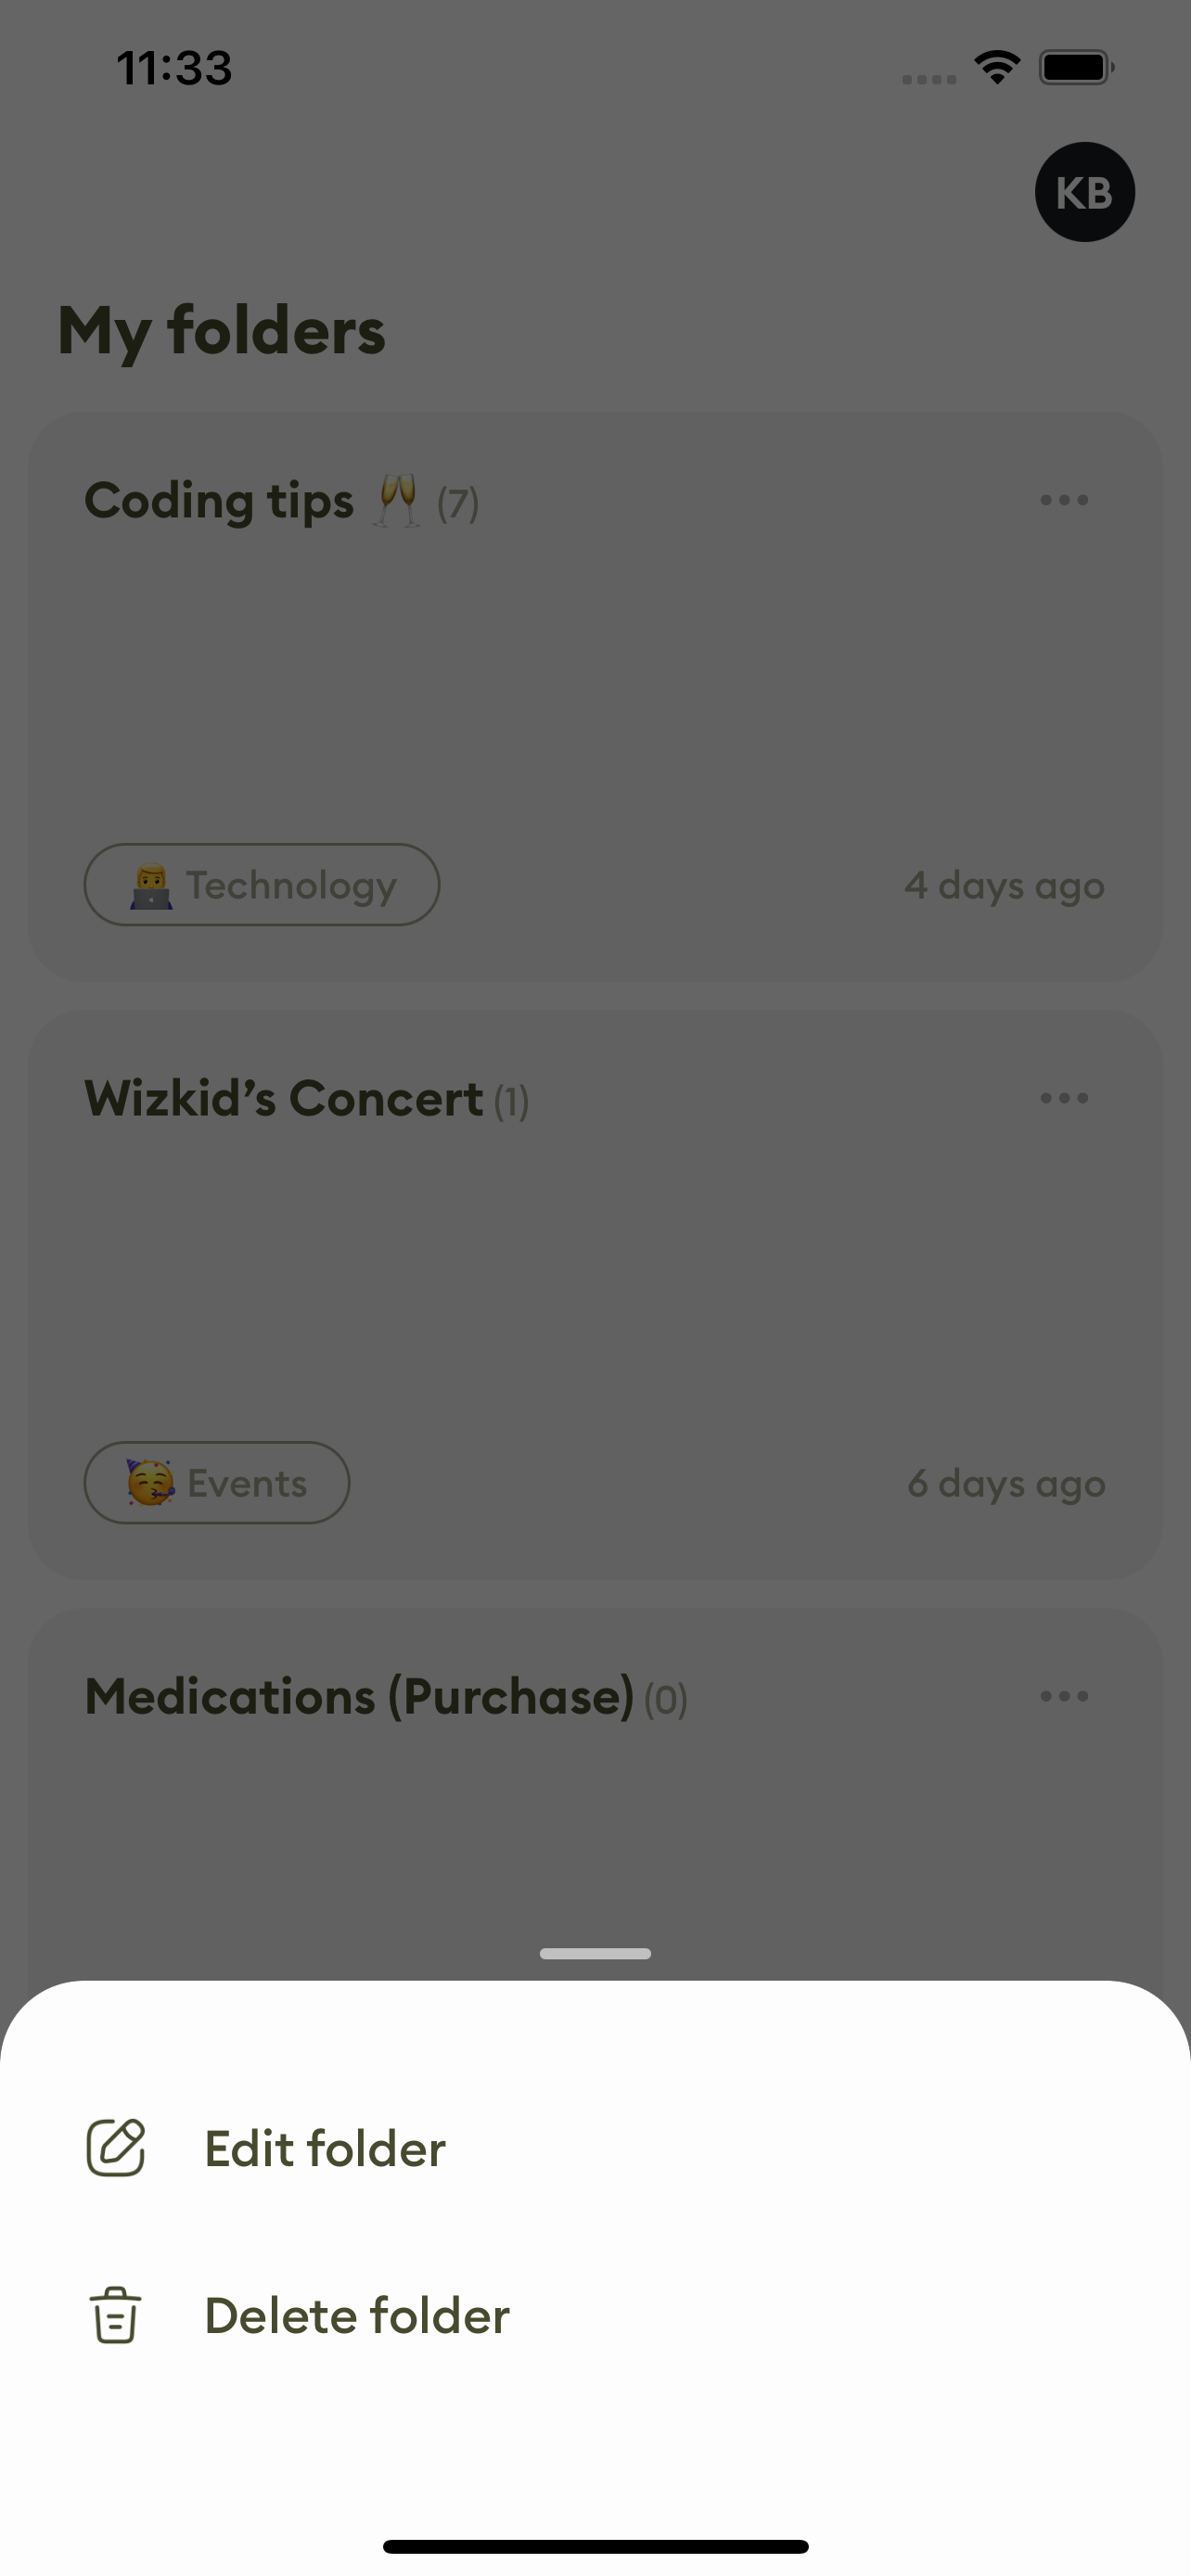 11:33
KB
My folders
Coding tips 🥂 (7)
👨‍💻 Technology 4 days ago
Wizkid’s Concert (1)
🥳 Events 6 days ago
Medications (Purchase) (0)
Edit folder
Delete folder